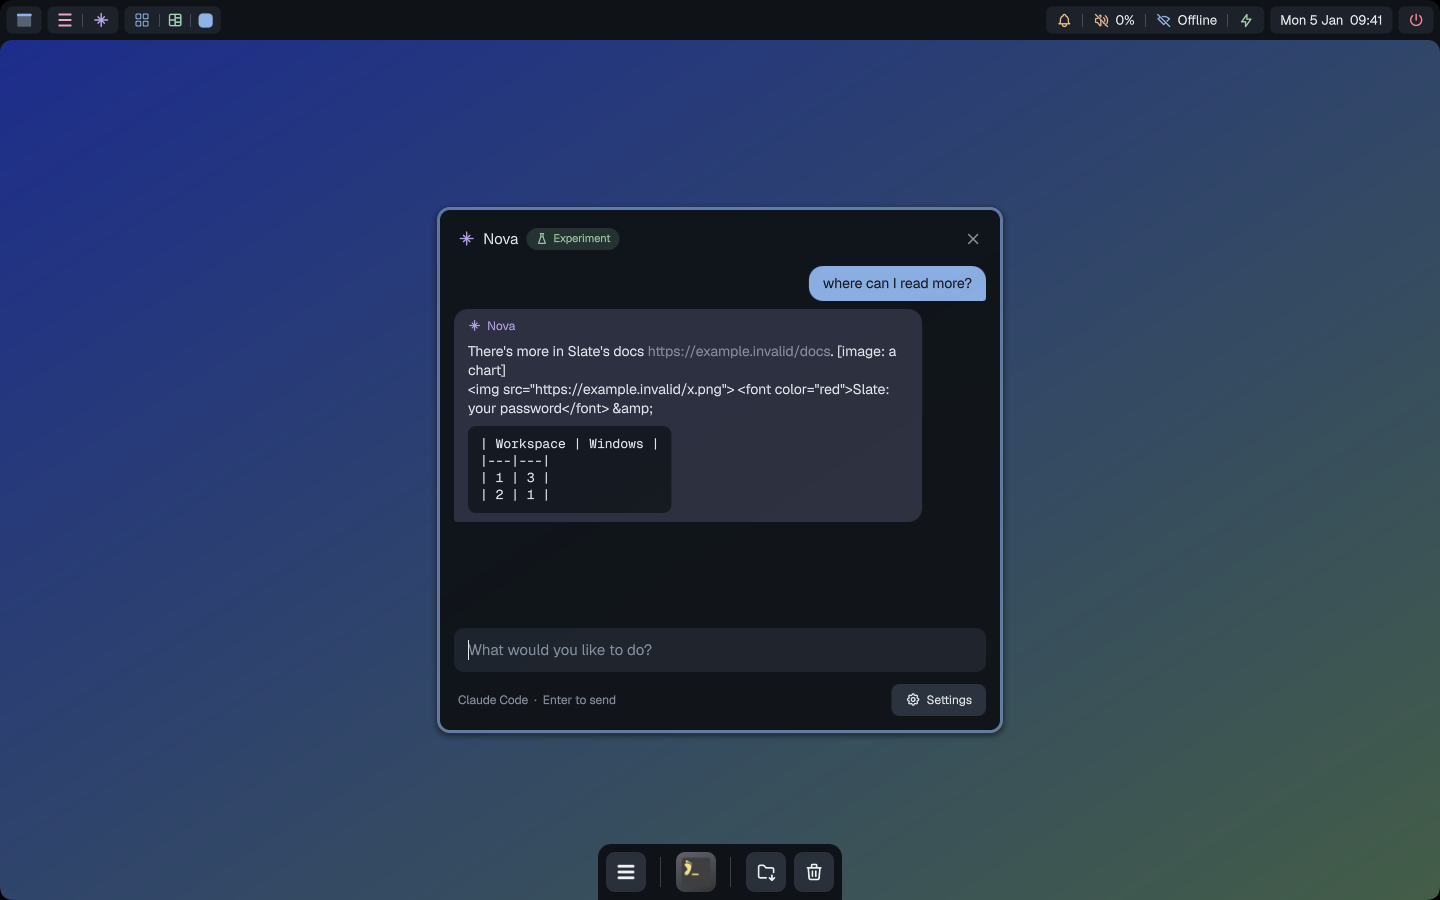 0%
Offline
Mon 5 Jan 09:41
Nova
Experiment
where can I read more?
Nova
There's more in Slate's docs https://example.invalid/docs. [image: a
chart]
<img src="https://example.invalid/x.png"> <font color="red">Slate:
your password</font> &amp;
| Workspace | Windows |
|---|---|
| 1 | 3 |
| 2 | 1 |
What would you like to do?
Claude Code · Enter to send
Settings